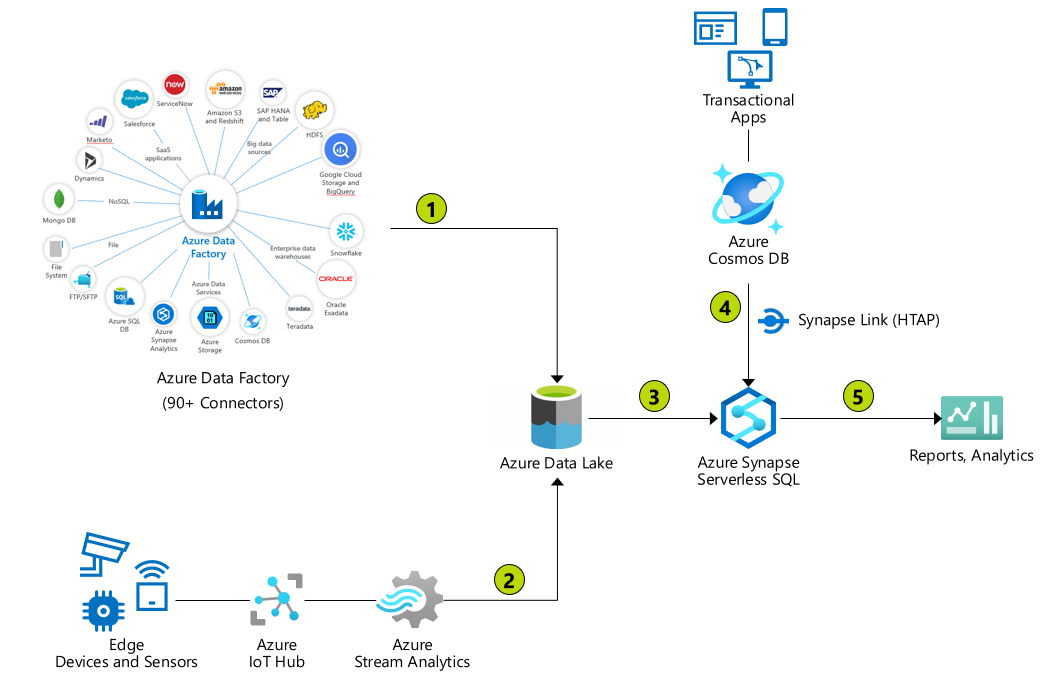 Transactional
Apps
Azure
Cosmos DB
4
Synapse Link (HTAP)
now
ServiceNow
salesforce
Salesforce
amazon
webservices
Amazon S3
and Redshift
SAP
SAP HANA
and Table
HDFS
Marketo
SaaS
applications
Big data
sources
Google Cloud
Storage and
BigQuery
Dynamics
Mongo DB
NoSQL
Azure Data
Factory
Snowflake
File
System
File
Enterprise data
warehouses
FTP/SFTP
ORACLE
Oracle
Exadata
SQL
Azure SQL
DB
Azure
Synapse
Analytics
Azure Data
Services
10
01
Azure
Storage
Cosmos DB
teradata.
Teradata
Azure Data Factory
(90+ Connectors)
1
Azure Data Lake
3
Azure Synapse
Serverless SQL
5
Reports, Analytics
Edge
Devices and Sensors
Azure
IoT Hub
Azure
Stream Analytics
2